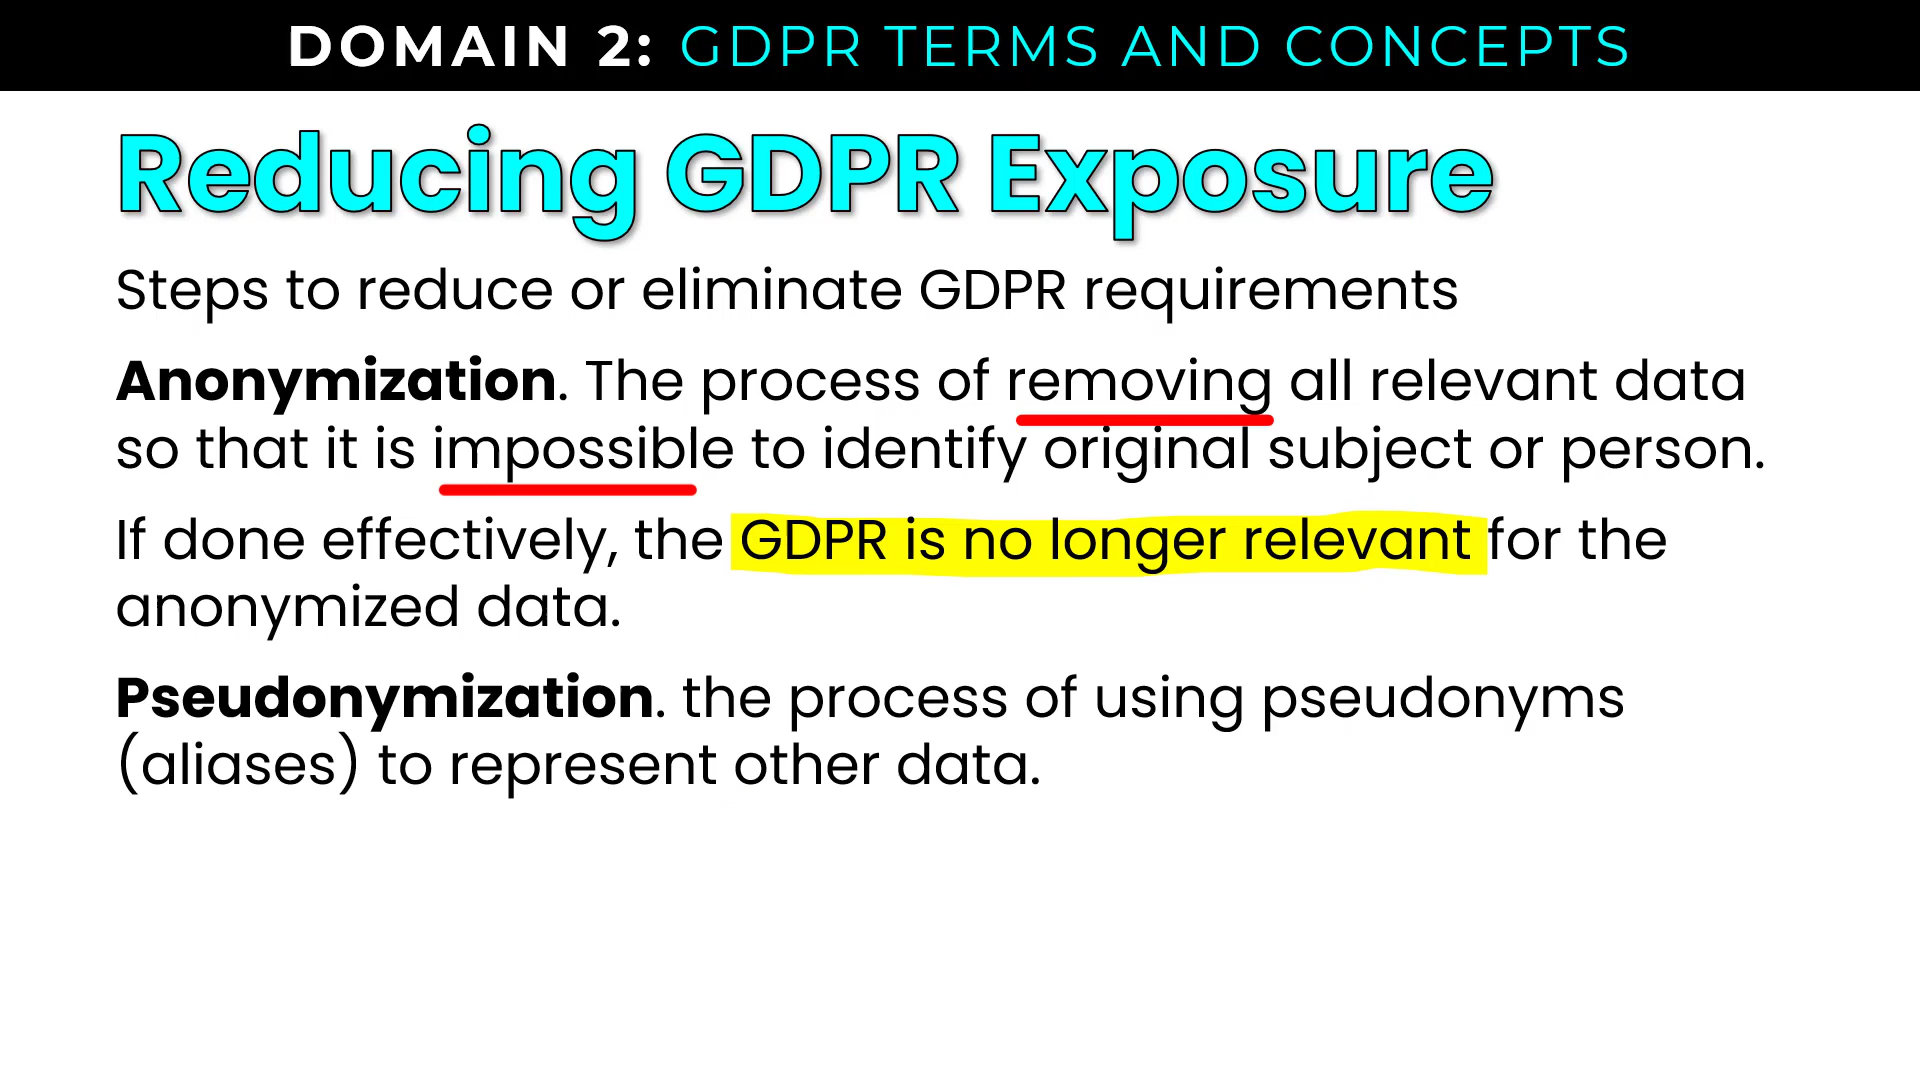 DOMAIN 2: GDPR TERMS AND CONCEPTS
Reducing GDPR Exposure
Steps to reduce or eliminate GDPR requirements
Anonymization. The process of removing all relevant data
so that it is impossible to identify original subject or person.
If done effectively, the GDPR is no longer relevant for the
anonymized data.
Pseudonymization. the process of using pseudonyms
(aliases) to represent other data.